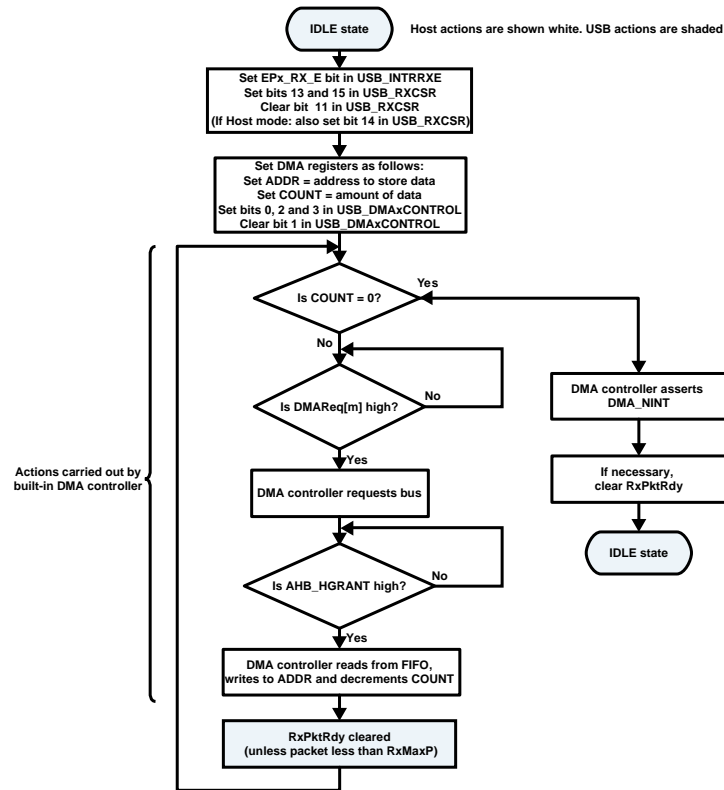 IDLE state
Host actions are shown white. USB actions are shaded
Set EPx_RX_E bit in USB_INTRRXE
Set bits 13 and 15 in USB_RXCSR
Clear bit 11 in USB_RXCSR
(If Host mode: also set bit 14 in USB_RXCSR)
Set DMA registers as follows:
Set ADDR = address to store data
Set COUNT = amount of data
Set bits 0, 2 and 3 in USB_DMAxCONTROL
Clear bit 1 in USB_DMAxCONTROL
Yes
Is COUNT = 0?
No
Is DMAReq[m] high?
No
Yes
DMA controller asserts
DMA_NINT
Actions carried out by
built-in DMA controller
DMA controller requests bus
If necessary,
clear RxPktRdy
IDLE state
Is AHB_HGRANT high?
No
Yes
DMA controller reads from FIFO,
writes to ADDR and decrements COUNT
RxPktRdy cleared
(unless packet less than RxMaxP)